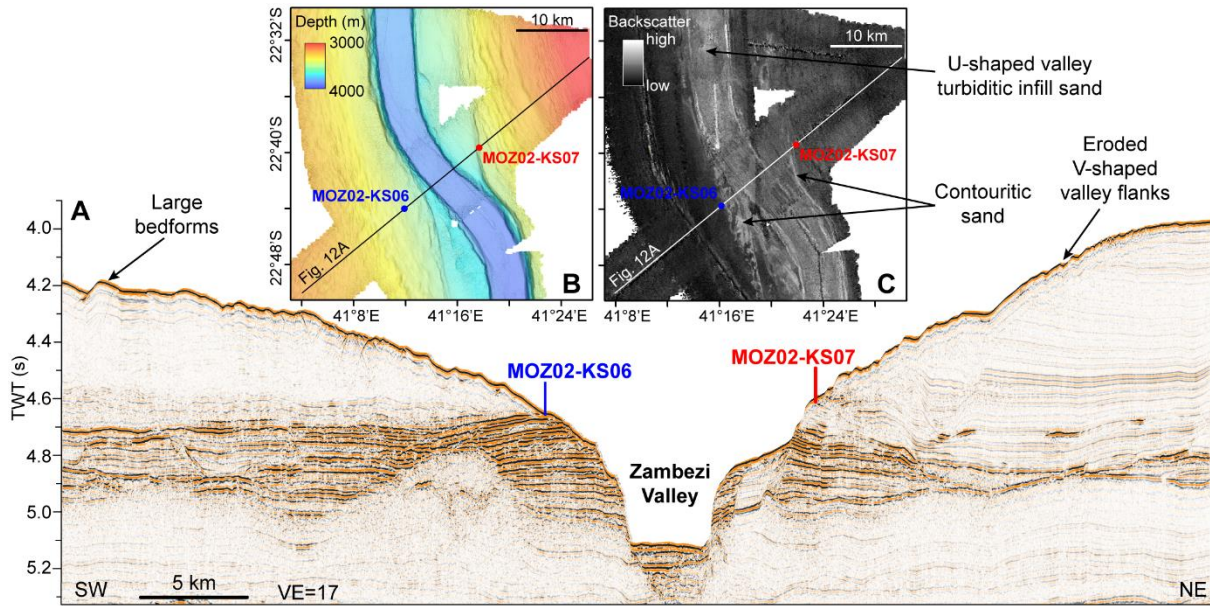 Depth (m)
3000
4000
10 km
22°32'S
22°40'S
22°48'S
MOZ02-KS07
MOZ02-KS06
Fig. 12A
B
41°8'E
41°16'E
41°24'E
Backscatter
high
low
10 km
MOZ02-KS07
MOZ02-KS06
Fig. 12A
C
41°8'E
41°16'E
41°24'E
U-shaped valley
turbiditic infill sand
Eroded
V-shaped
valley flanks
Contouritic
sand
A
Large
bedforms
TWT (s)
4.0
4.2
4.4
4.6
4.8
5.0
5.2
MOZ02-KS06
MOZ02-KS07
Zambezi
Valley
SW
5 km
VE=17
NE